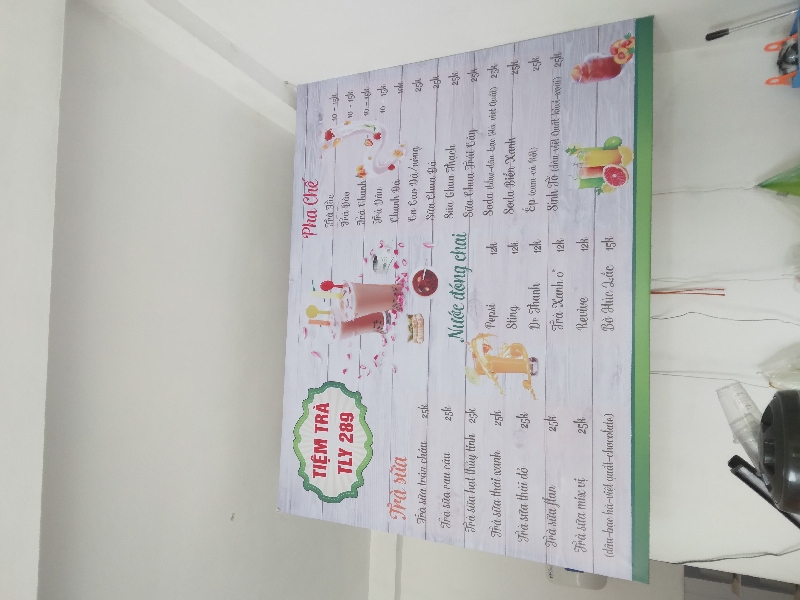 TIỆM TRÀ
TLY 289
Trà sữa
Trà sữa trân châu 25k
Trà sữa rau câu 25k
Trà sữa hạt thủy tinh 25k
Trà sữa thái xanh 25k
Trà sữa thái đỏ 25k
Trà sữa flan 25k
Trà sữa mix vị 25k
(dâu-bạc hà-việt quất-chocolate)
Nước đóng chai
Pepsi 12k
Sting 12k
Dr Thanh 12k
Trà Xanh 0° 12k
Revive 12k
Bò Húc Lắc 15k
Pha Chế
Trà Tắc 10 - 15k
Trà Đào 10 - 15k
Trà Chanh 10 - 15k
Trà Dâu 10 15k
Chanh Đá 10k
Ca Cao Đá/nóng 25k
Sữa Chua Đá 25k
Sữa Chua Thạch 25k
Sữa Chua Trái Cây 25k
Soda (blue-dâu-bạc Hà việt Quất) 25k
Soda Biển Xanh 25k
Ép (cam-cà Rốt) 25k
Sinh Tố (dâu-việt Quất kiwi-xoài) 25k